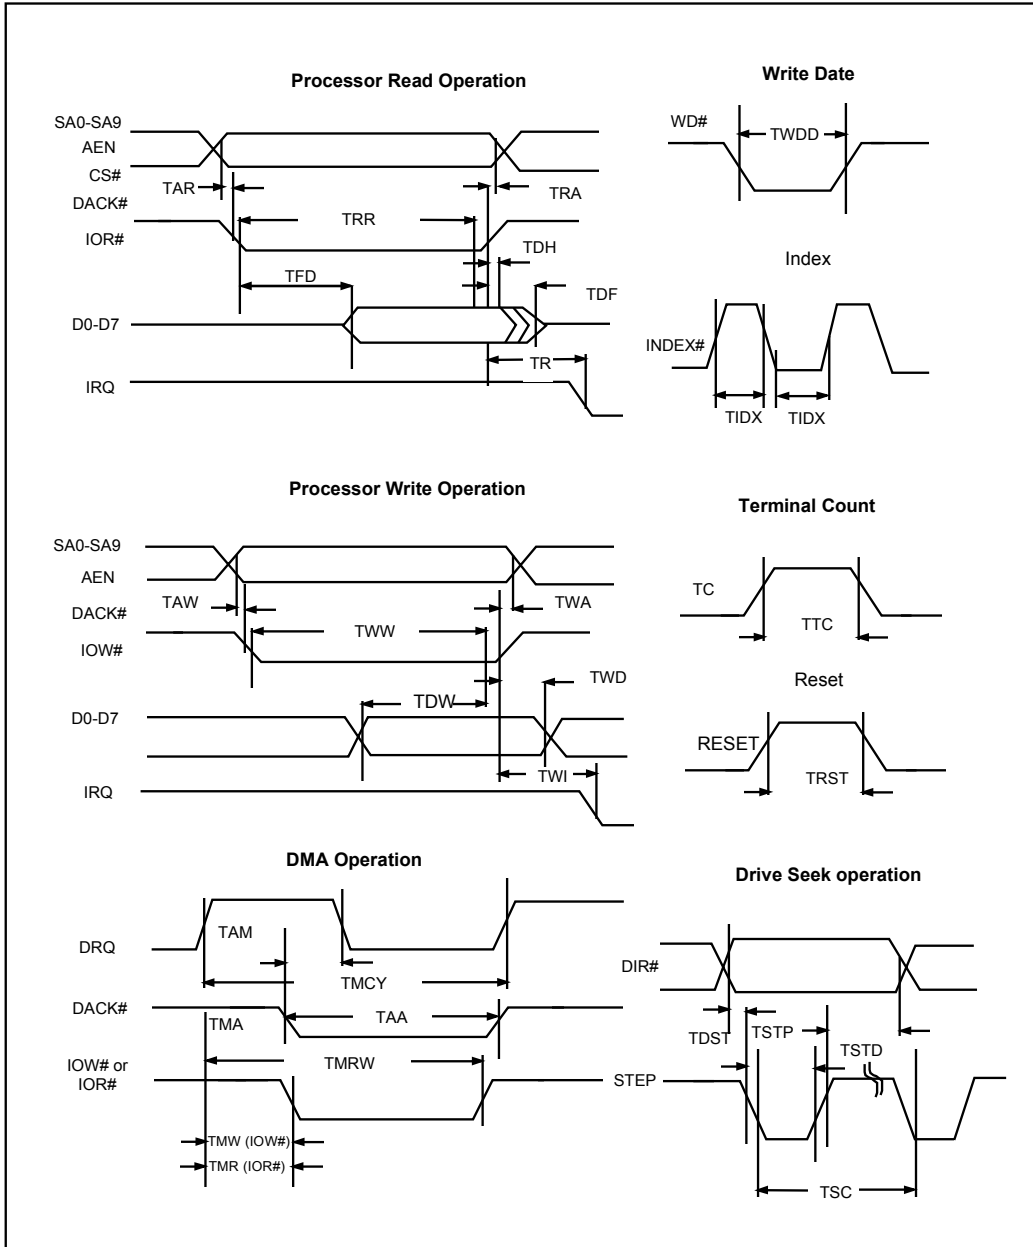 Processor Read Operation
SA0-SA9
AEN
CS#
TAR
TRA
DACK#
TRR
IOR#
TDH
TFD
TDF
D0-D7
TR
IRQ
Write Date
WD#
TWDD
Index
INDEX#
TIDX
TIDX
Processor Write Operation
SA0-SA9
AEN
TAW
TWA
DACK#
TWW
IOW#
TWD
TDW
D0-D7
TWI
IRQ
Terminal Count
TC
TTC
Reset
RESET
TRST
DMA Operation
TAM
DRQ
TMCY
DACK#
TMA
TAA
IOW# or
IOR#
TMRW
TMW (IOW#)
TMR (IOR#)
Drive Seek operation
DIR#
TDST
TSTP
TSTD
STEP
TSC